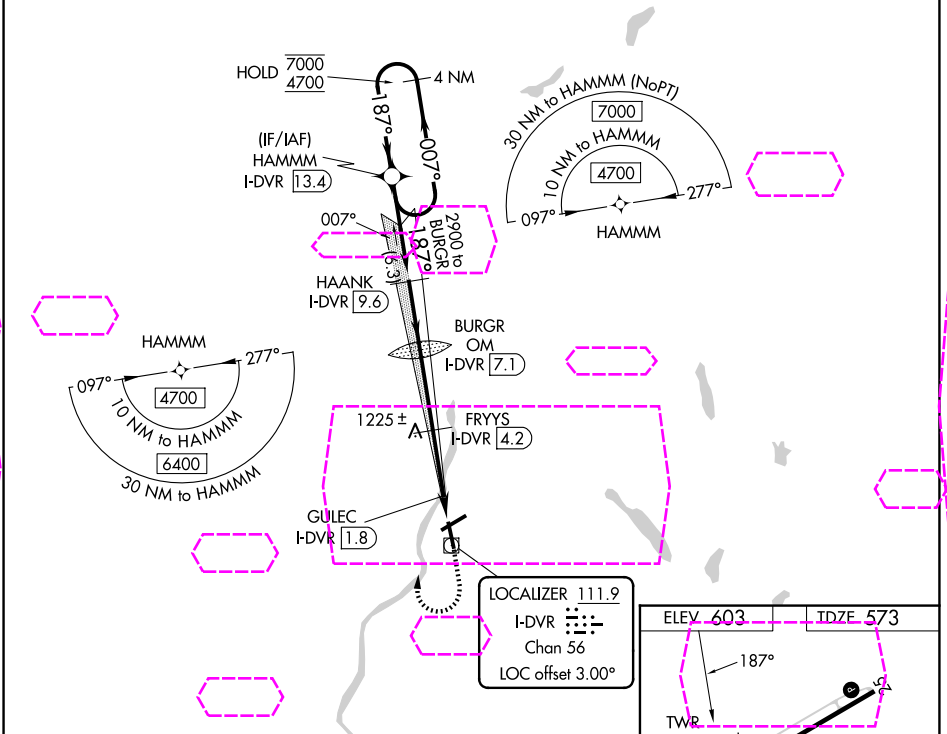 HOLD 7000
4700
4 NM
187°
007°
(IF/IAF)
HAMMM
I-DVR 13.4
30 NM to HAMMM (NoPT)
7000
10 NM to HAMMM
4700
097°
277°
HAMMM
007°
2900 to
BURGR
187°
(6.3)
HAANK
I-DVR 9.6
BURGR
OM
I-DVR 7.1
HAMMM
097°
277°
4700
10 NM to HAMMM
6400
30 NM to HAMMM
1225 ±
FRYYS
I-DVR 4.2
GULEC
I-DVR 1.8
LOCALIZER 111.9
I-DVR
Chan 56
LOC offset 3.00°
ELEV 603
TDZE 573
187°
TWR
P
25